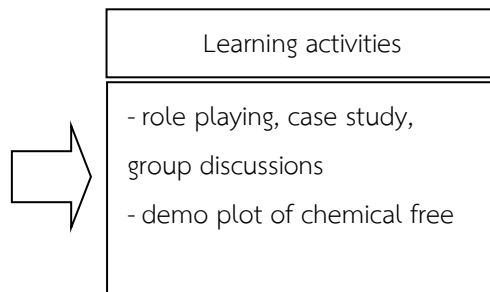 Learning activities
- role playing, case study,
group discussions
- demo plot of chemical free